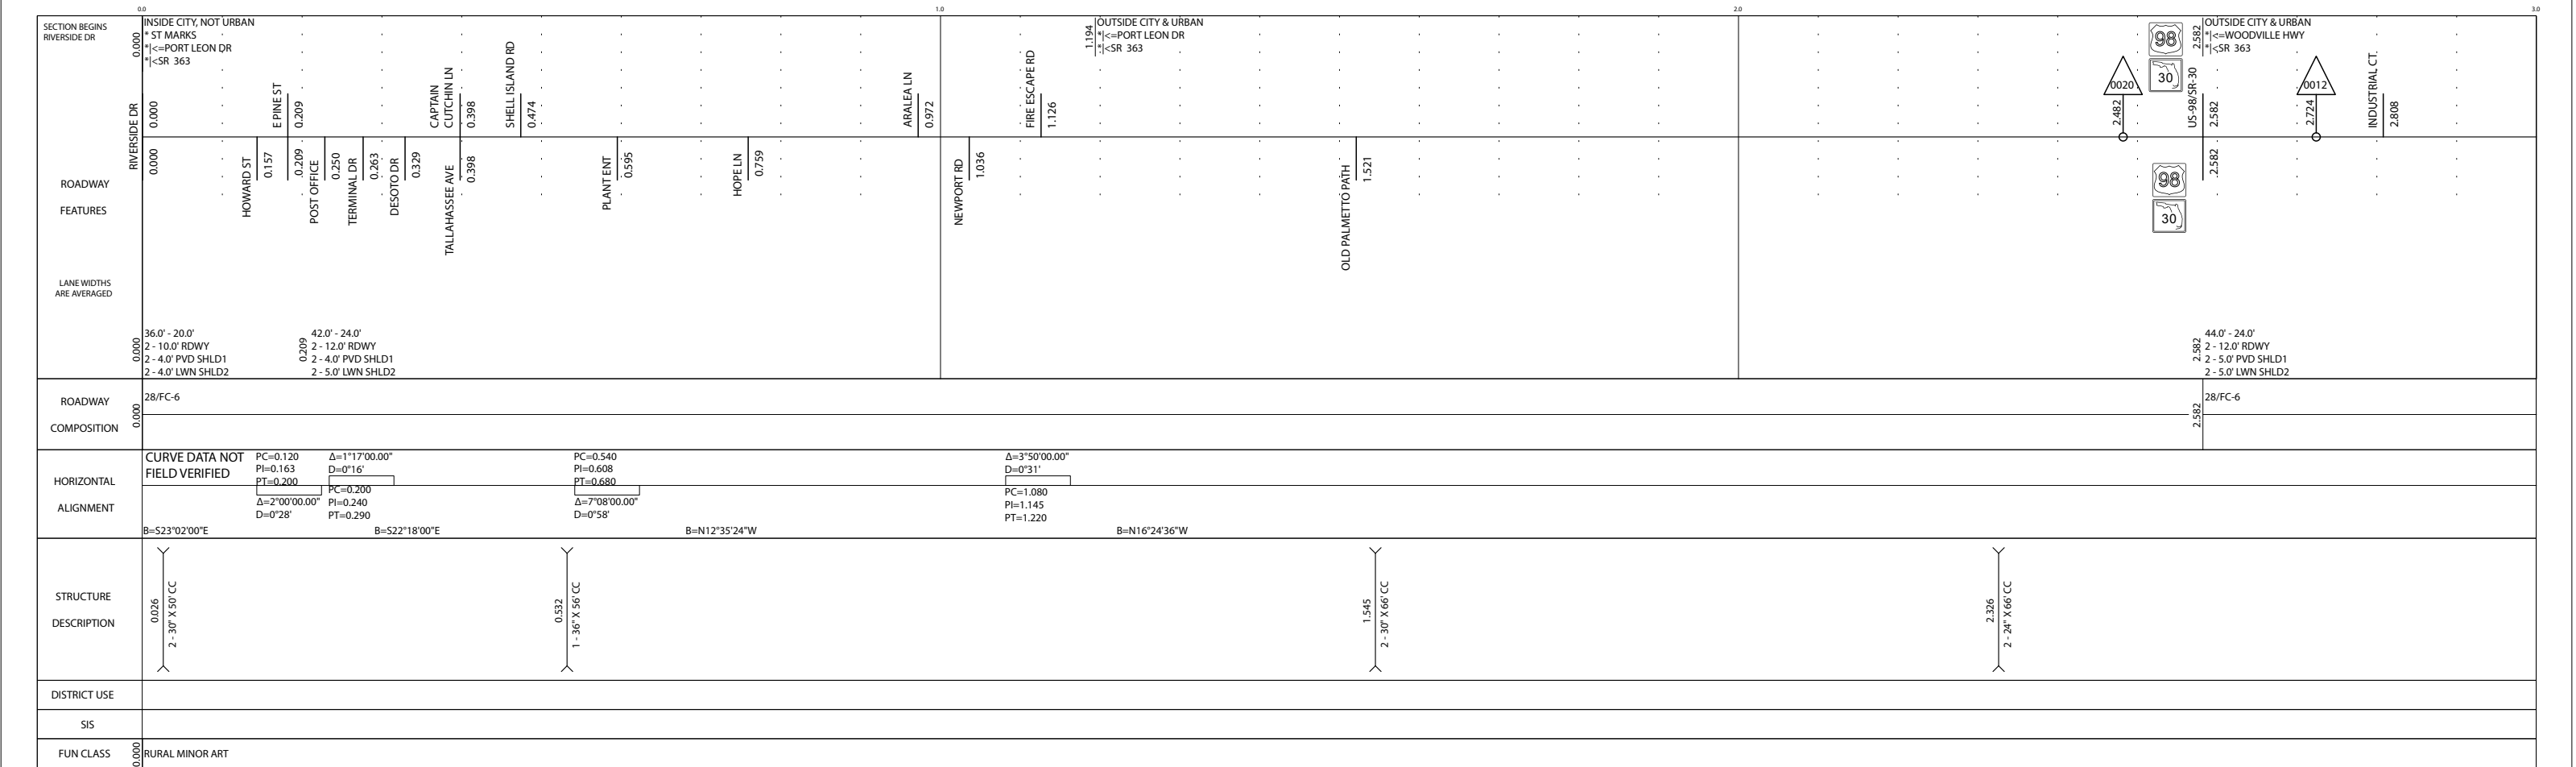 0.0
1.0
2.0
3.0
SECTION BEGINS
RIVERSIDE DR
0.000
INSIDE CITY, NOT URBAN
* ST MARKS
*|<=PORT LEON DR
*|<SR 363
1.194
OUTSIDE CITY & URBAN
*|<=PORT LEON DR
*|<SR 363
2.582
OUTSIDE CITY & URBAN
*|<=WOODVILLE HWY
*|<SR 363
98
30
RIVERSIDE DR
0.000
E PINE ST
0.209
CAPTAIN
CUTCHIN LN
0.398
SHELL ISLAND RD
0.474
ARALEA LN
0.972
FIRE ESCAPE RD
1.126
0020
2.482
US-98/SR-30
2.582
0012
2.724
INDUSTRIAL CT.
2.808
ROADWAY
FEATURES
0.000
HOWARD ST
0.157
0.209
POST OFFICE
0.250
TERMINAL DR
0.263
DESOTO DR
0.329
TALLAHASSEE AVE
0.398
PLANT ENT
0.595
HOPE LN
0.759
NEWPORT RD
1.036
OLD PALMETTO PATH
1.521
98
30
2.582
LANE WIDTHS
ARE AVERAGED
0.000
36.0' - 20.0'
2 - 10.0' RDWY
2 - 4.0' PVD SHLD1
2 - 4.0' LWN SHLD2
0.209
42.0' - 24.0'
2 - 12.0' RDWY
2 - 4.0' PVD SHLD1
2 - 5.0' LWN SHLD2
2.582
44.0' - 24.0'
2 - 12.0' RDWY
2 - 5.0' PVD SHLD1
2 - 5.0' LWN SHLD2
ROADWAY
COMPOSITION
0.000
28/FC-6
2.582
28/FC-6
HORIZONTAL
ALIGNMENT
CURVE DATA NOT
FIELD VERIFIED
PC=0.120
PI=0.163
PT=0.200
Δ=2°00'00.00"
D=0°28'
Δ=1°17'00.00"
D=0°16'
PC=0.200
PI=0.240
PT=0.290
PC=0.540
PI=0.608
PT=0.680
Δ=7°08'00.00"
D=0°58'
Δ=3°50'00.00"
D=0°31'
PC=1.080
PI=1.145
PT=1.220
B=S23°02'00"E
B=S22°18'00"E
B=N12°35'24"W
B=N16°24'36"W
STRUCTURE
DESCRIPTION
0.026
2 - 30" X 50' CC
0.532
1 - 36" X 56' CC
1.545
2 - 30" X 66' CC
2.326
2 - 24" X 66' CC
DISTRICT USE
SIS
FUN CLASS
0.000
RURAL MINOR ART